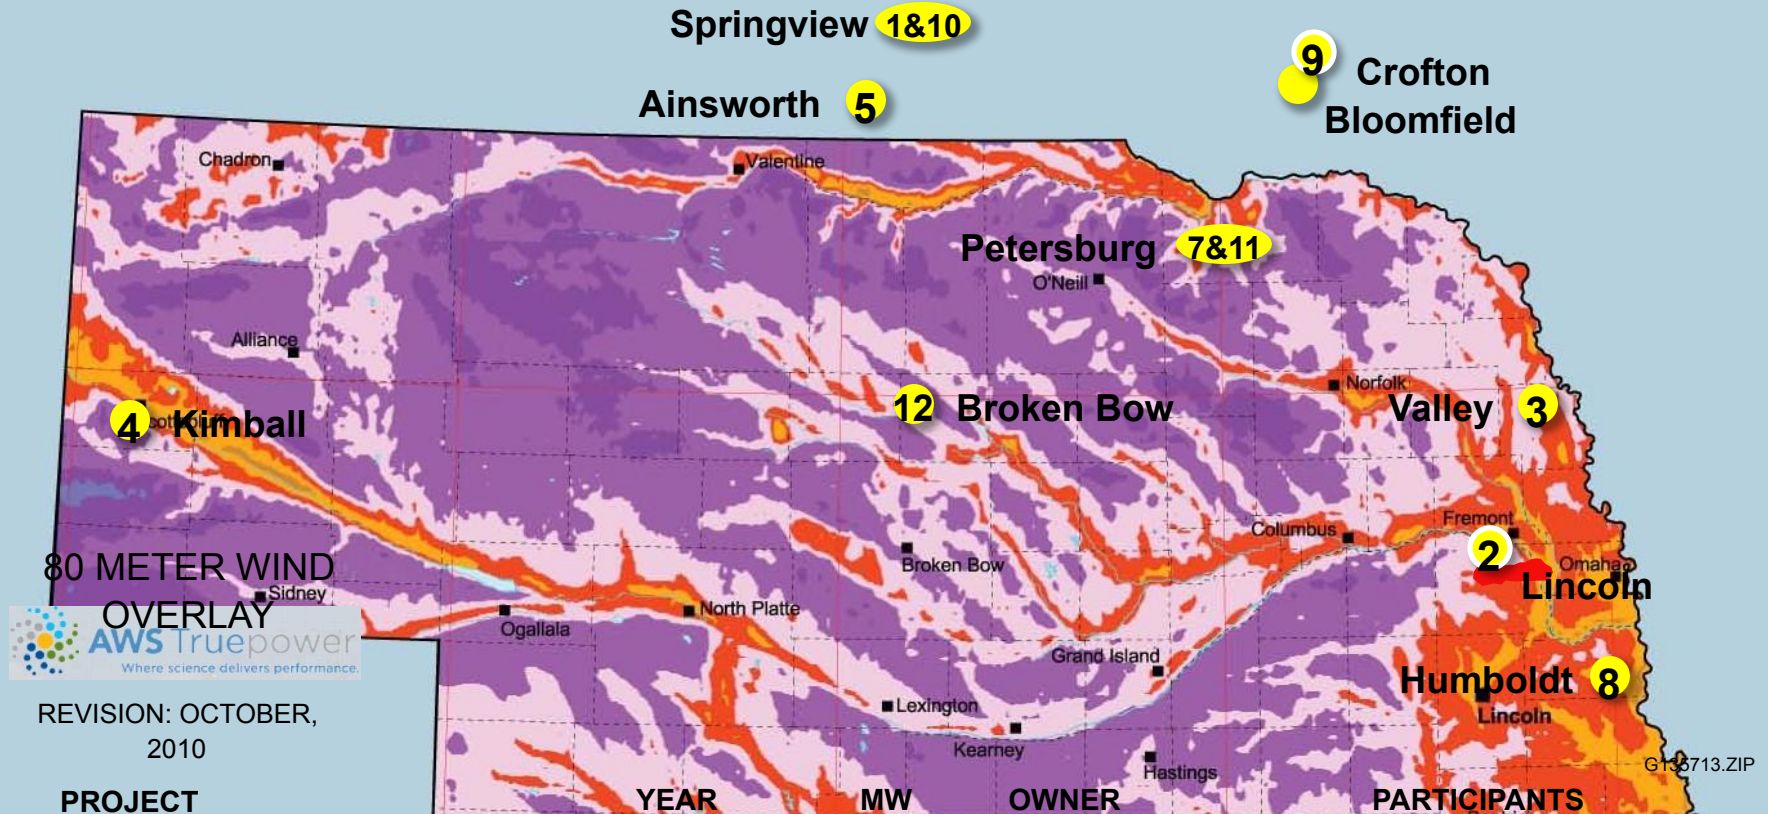 Springview 1&10
9 Crofton
Ainsworth 5
Bloomfield
Chadron
Valentine
Petersburg 7&11
O'Neill
Alliance
Norfolk
4 Kimball
12 Broken Bow
Valley 3
Columbus
Fremont
2
Broken Bow
Omaha
Lincoln
80 METER WIND
OVERLAY
Sidney
North Platte
Ogallala
AWS Truepower
Where science delivers performance.
Grand Island
Humboldt 8
Lincoln
REVISION: OCTOBER,
2010
Lexington
Kearney
Hastings
G135713.ZIP
PROJECT YEAR MW OWNER PARTICIPANTS